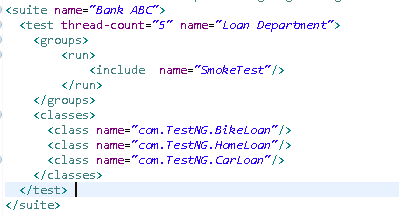 <suite name="Bank ABC">
<test thread-count="5" name="Loan Department">
<groups>
<run>
<include name="SmokeTest"/>
</run>
</groups>
<classes>
<class name="com.TestNG.BikeLoan"/>
<class name="com.TestNG.HomeLoan"/>
<class name="com.TestNG.CarLoan"/>
</classes>
</test>
</suite>